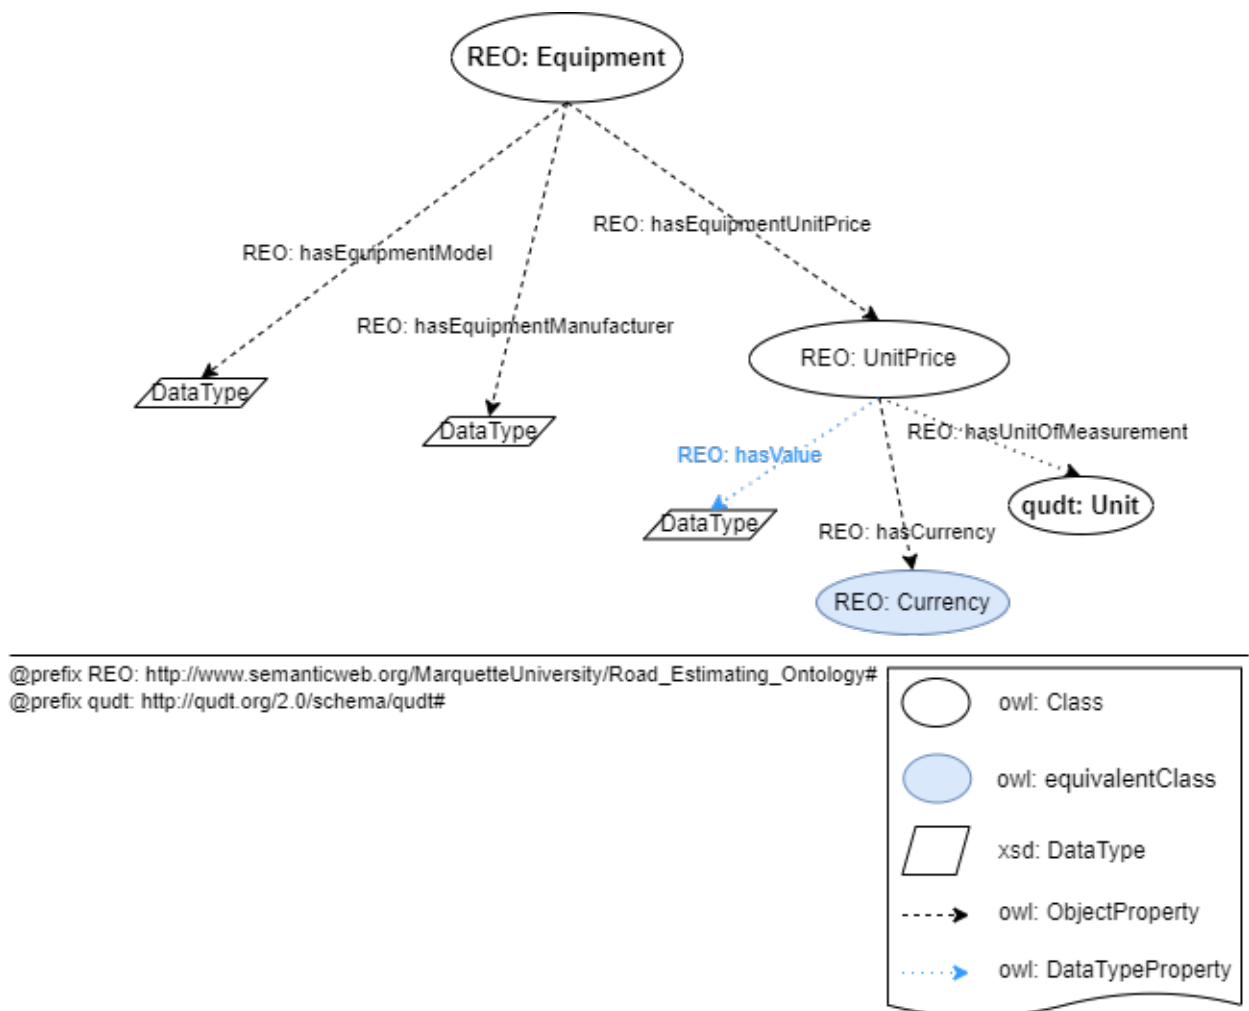 REO: Equipment
REO: hasEquipmentUnitPrice
REO: hasEquipmentModel
REO: hasEquipmentManufacturer
REO: UnitPrice
DataType
DataType
REO: hasUnitOfMeasurement
REO: hasValue
qudt: Unit
DataType
REO: hasCurrency
REO: Currency
@prefix REO: http://www.semanticweb.org/MarquetteUniversity/Road_Estimating_Ontology#
@prefix qudt: http://qudt.org/2.0/schema/qudt#
owl: Class
owl: equivalentClass
xsd: DataType
owl: ObjectProperty
owl: DataTypeProperty